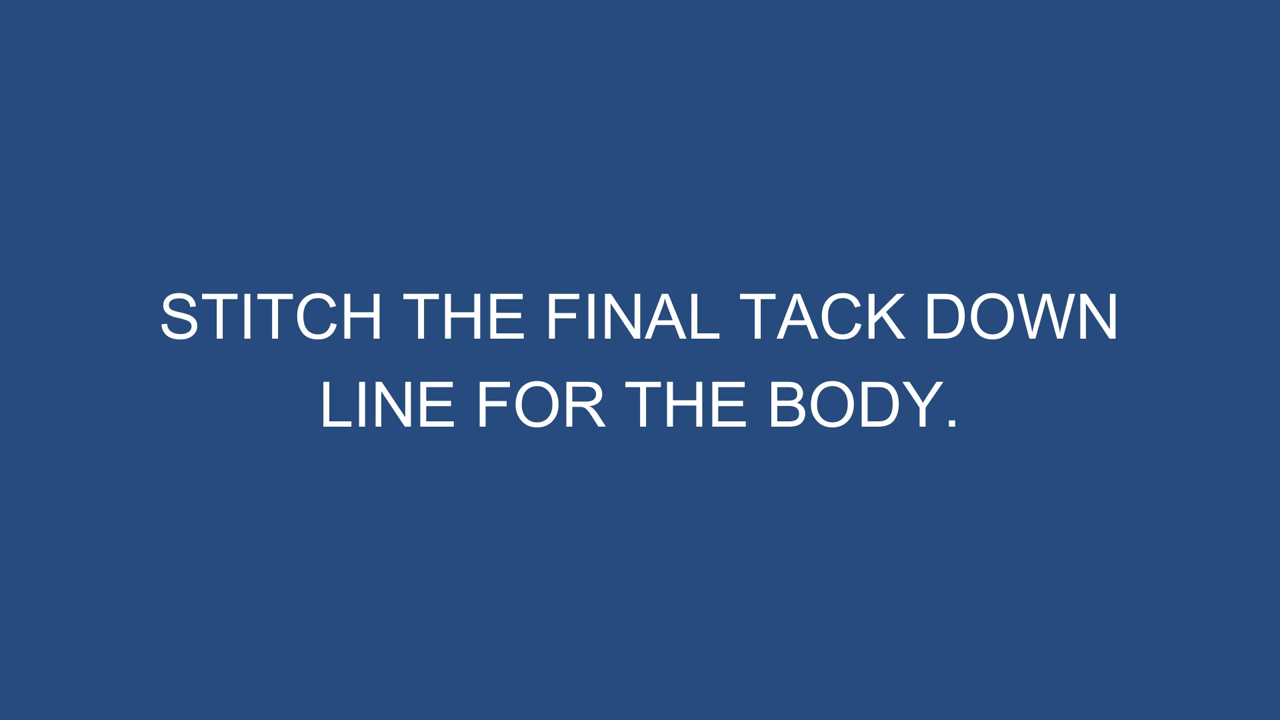 STITCH THE FINAL TACK DOWN
LINE FOR THE BODY.